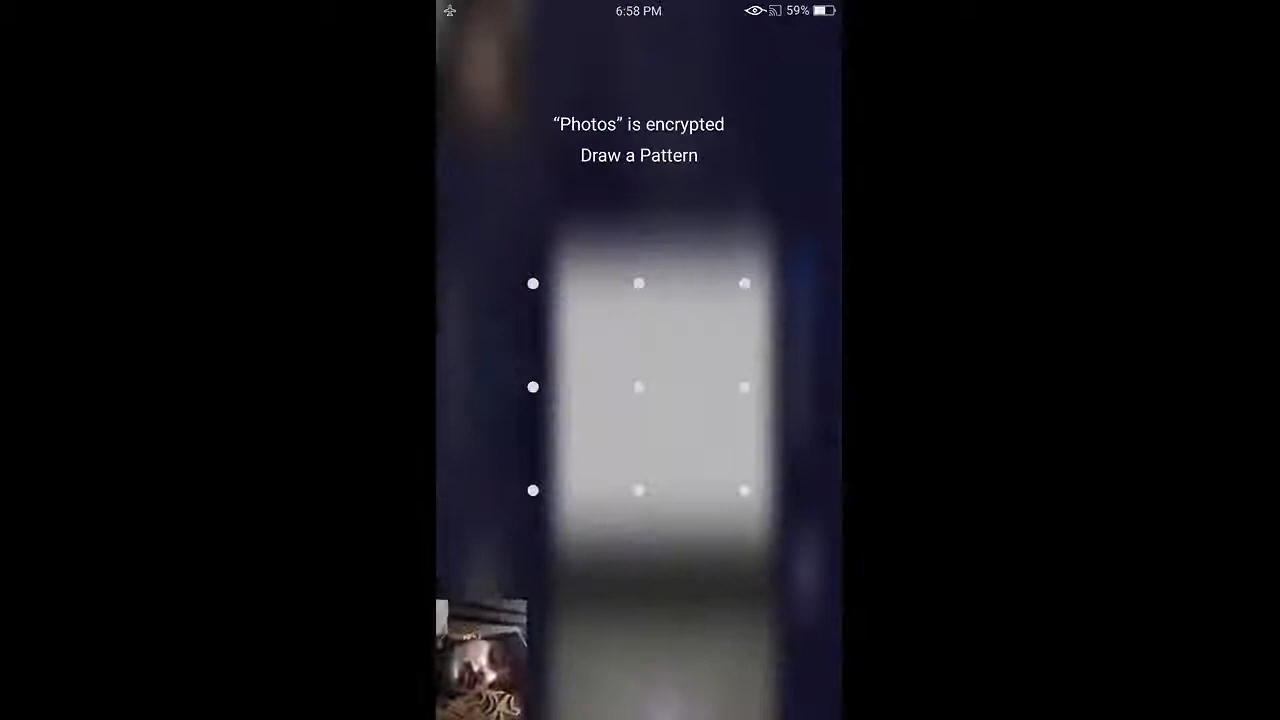 6:58 PM
59%
“Photos” is encrypted
Draw a Pattern